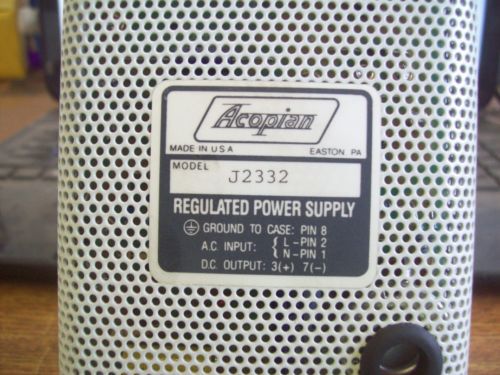 Acopian
MADE IN USA EASTON PA
MODEL J2332
REGULATED POWER SUPPLY
⏚ GROUND TO CASE: PIN 8
A.C. INPUT: { L - PIN 2
{ N - PIN 1
D.C. OUTPUT: 3(+) 7(-)